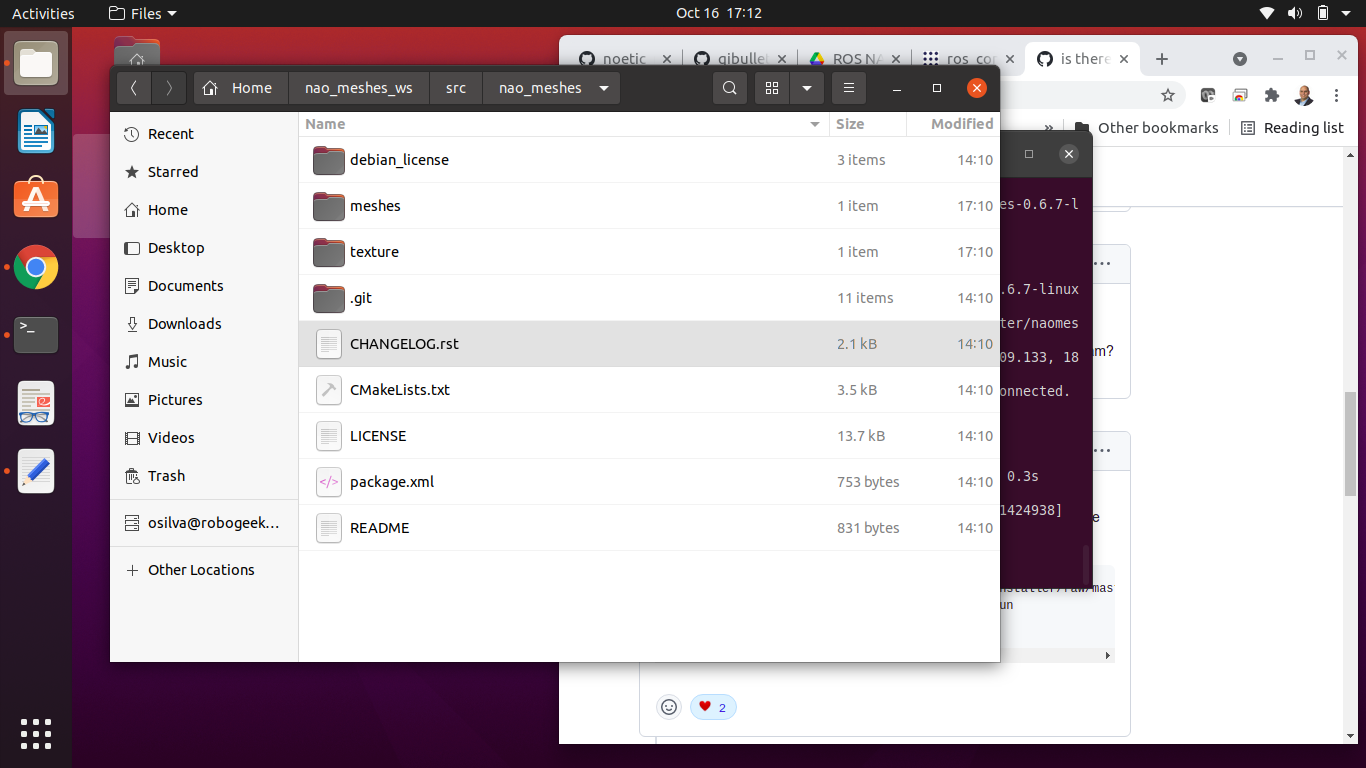 Activities
Files
Oct 16 17:12
noetic
gibulle
ROS NA
ros_co
is there
Other bookmarks
Reading list
Home
nao_meshes_ws
src
nao_meshes
Recent
Starred
Home
Desktop
Documents
Downloads
Music
Pictures
Videos
Trash
osilva@robogeek…
Other Locations
Name Size Modified
debian_license 3 items 14:10
meshes 1 item 17:10
texture 1 item 17:10
.git 11 items 14:10
CHANGELOG.rst 2.1 kB 14:10
CMakeLists.txt 3.5 kB 14:10
LICENSE 13.7 kB 14:10
package.xml 753 bytes 14:10
README 831 bytes 14:10
es-0.6.7-l
.6.7-linux
ter/naomes
09.133, 18
onnected.
0.3s
1424938]
um?
e
nstaller/raw/mas
un
2